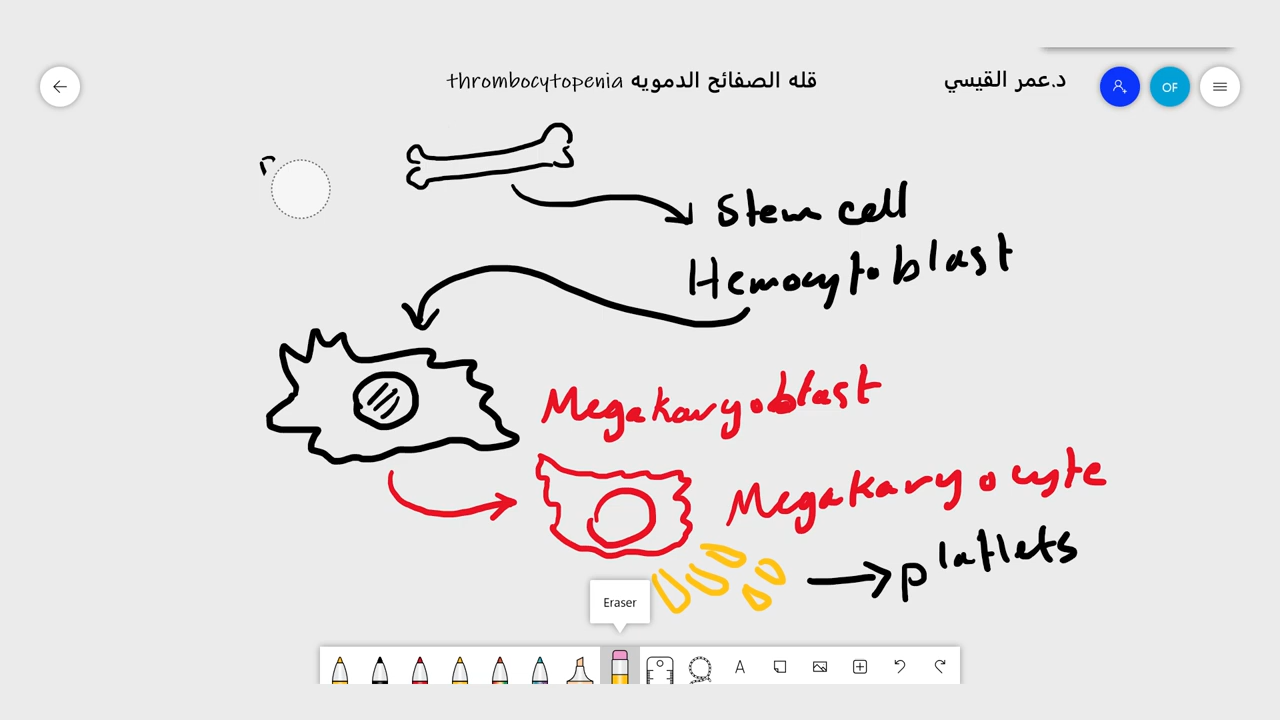 thrombocytopenia قله الصفائح الدمويه
د.عمر القيسي
OF
Stem cell
Hemocytoblast
Megakaryoblast
Megakaryocyte
platlets
Eraser
A